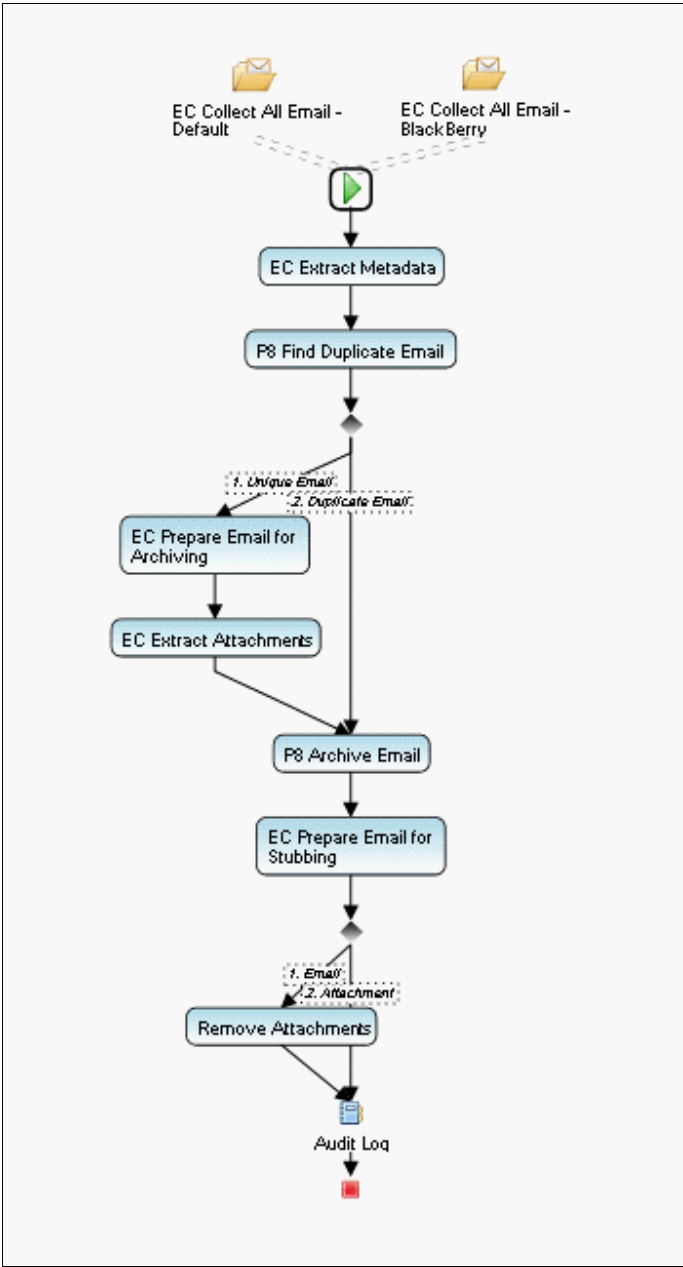 EC Collect All Email -
Default
EC Collect All Email -
BlackBerry
EC Extract Metadata
P8 Find Duplicate Email
1. Unique Email
2. Duplicate Email
EC Prepare Email for
Archiving
EC Extract Attachments
P8 Archive Email
EC Prepare Email for
Stubbing
1. Email
2. Attachment
Remove Attachments
Audit Log